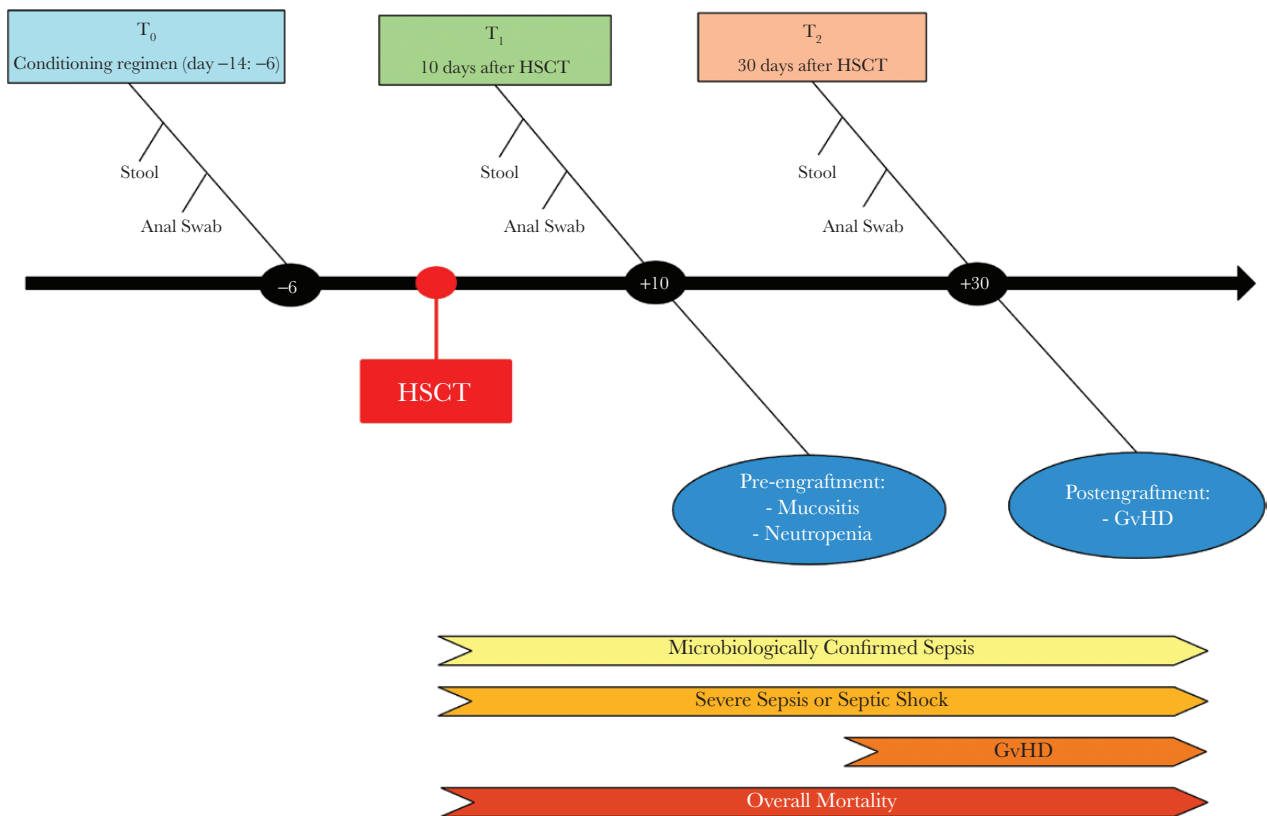 T₀
Conditioning regimen (day −14: −6)
T₁
10 days after HSCT
T₂
30 days after HSCT
Stool
Anal Swab
Stool
Anal Swab
Stool
Anal Swab
−6
+10
+30
HSCT
Pre-engraftment:
- Mucositis
- Neutropenia
Postengraftment:
- GvHD
Microbiologically Confirmed Sepsis
Severe Sepsis or Septic Shock
GvHD
Overall Mortality